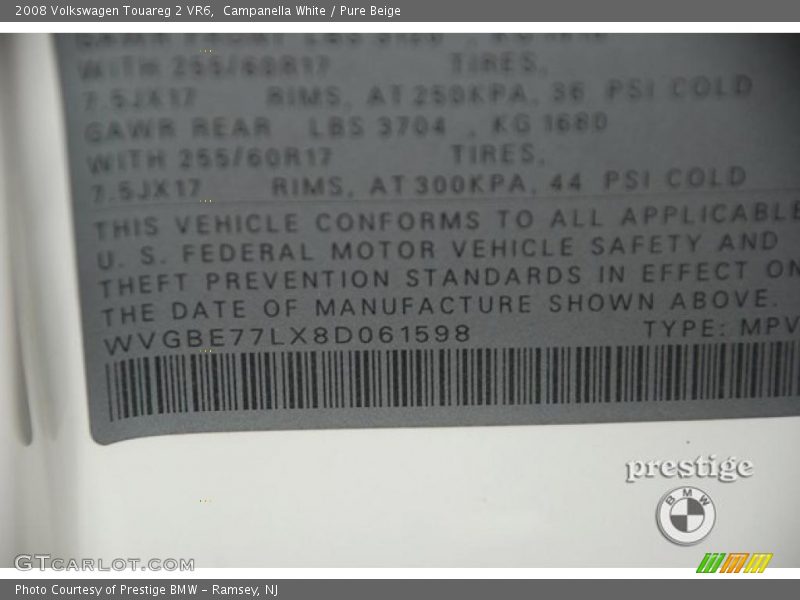 2008 Volkswagen Touareg 2 VR6, Campanella White / Pure Beige
GAWR FRONT LBS
WITH 255/60R17 TIRES,
7.5JX17 RIMS, AT 250KPA, 36 PSI COLD
GAWR REAR LBS 3704 , KG 1680
WITH 255/60R17 TIRES,
7.5JX17 RIMS, AT 300KPA, 44 PSI COLD
THIS VEHICLE CONFORMS TO ALL APPLICABLE
U. S. FEDERAL MOTOR VEHICLE SAFETY AND
THEFT PREVENTION STANDARDS IN EFFECT ON
THE DATE OF MANUFACTURE SHOWN ABOVE.
WVGBE77LX8D061598 TYPE: MPV
prestige
BMW
GTCARLOT.COM
Photo Courtesy of Prestige BMW – Ramsey, NJ